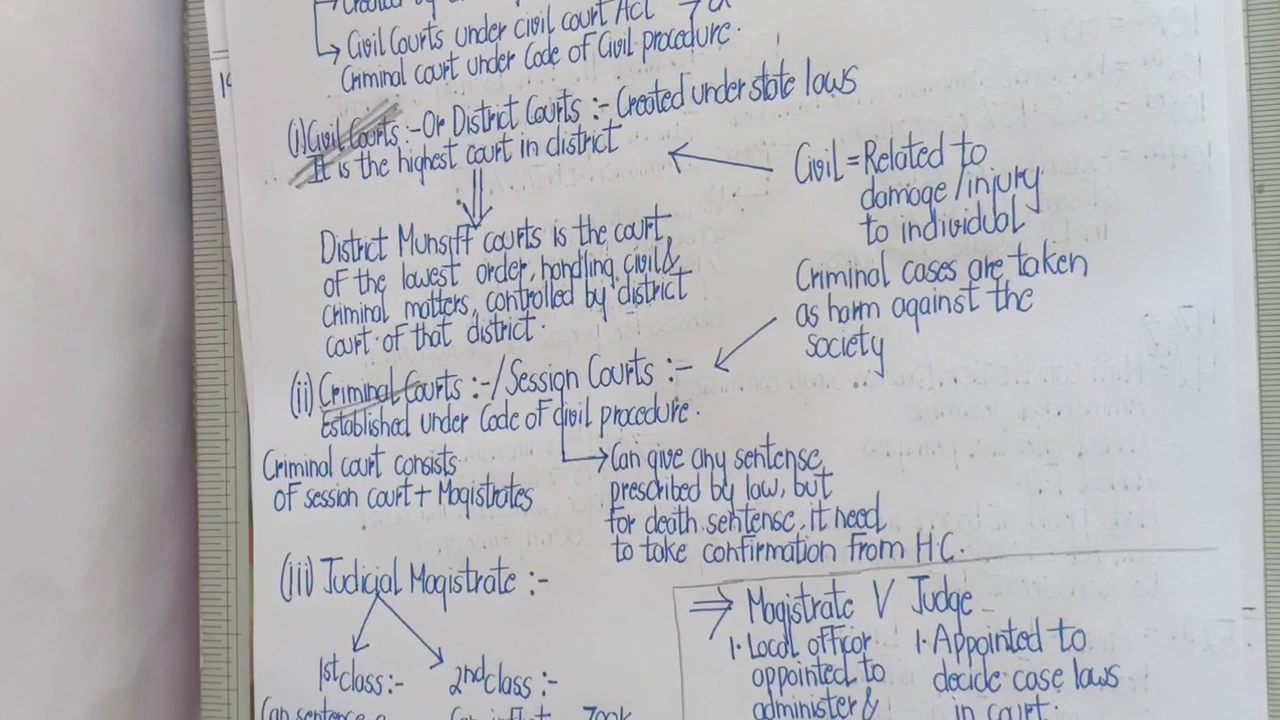 → Created by
→ Civil Courts under civil court Act →
Criminal court under Code of Civil procedure.
(i) Civil Courts :- Or District Courts :- Created under state laws
It is the highest court in district
Civil = Related to
damage/injury
to individual
District Munsiff courts is the court
of the lowest order, handling civil &
criminal matters, controlled by district
court of that district.
Criminal cases are taken
as harm against the
society
(ii) Criminal Courts :-/Session Courts :-
Established under Code of civil procedure.
Criminal court consists
of session court + Magistrates
→ Can give any sentense,
prescribed by law, but
for death sentense, it need
to take confirmation from H.C.
(iii) Judicial Magistrate :-
1st class :- 2nd class :-
Can sentence a
⇒ Magistrate V Judge
1. Local officor
appointed to
administer &
1. Appointed to
decide case laws
in court.